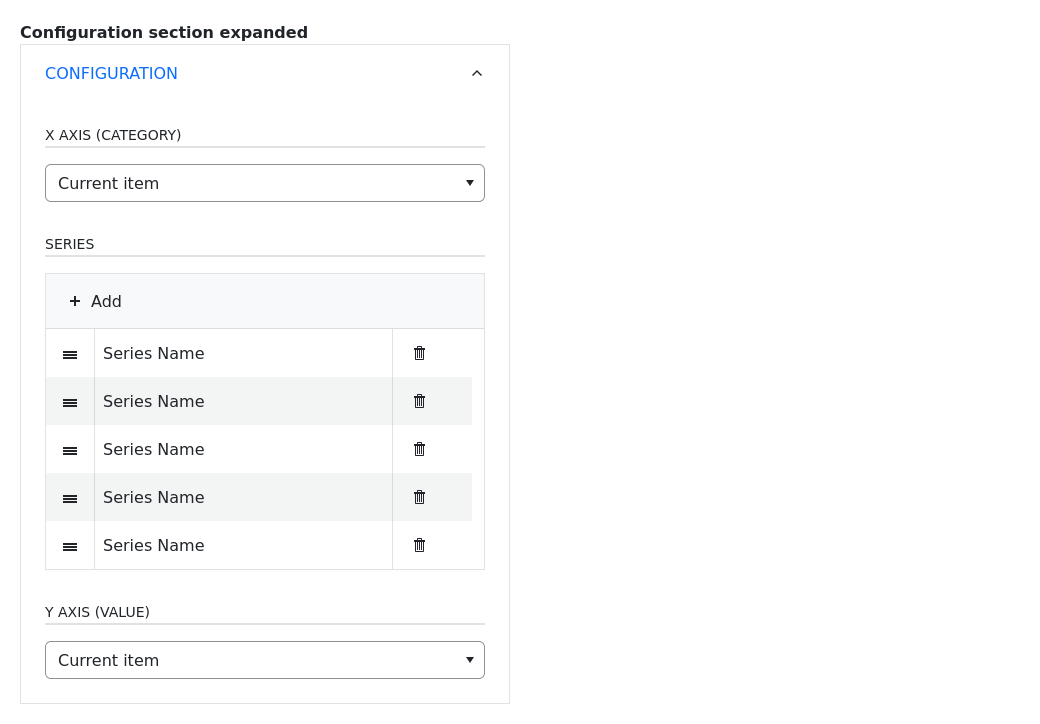 Configuration section expanded
CONFIGURATION
X AXIS (CATEGORY)
Current item
SERIES
Add
Series Name
Series Name
Series Name
Series Name
Series Name
Y AXIS (VALUE)
Current item